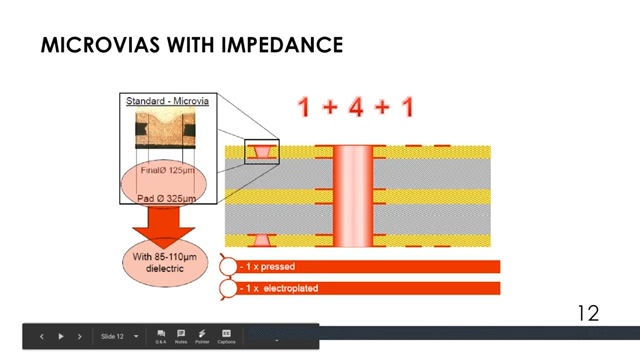 MICROVIAS WITH IMPEDANCE
Standard - Microvia
1 + 4 + 1
FinalØ 125µm
Pad Ø 325µm
With 85-110µm
dielectric
- 1 x pressed
- 1 x electroplated
12
Slide 12
Q & A
Notes
Pointer
Captions